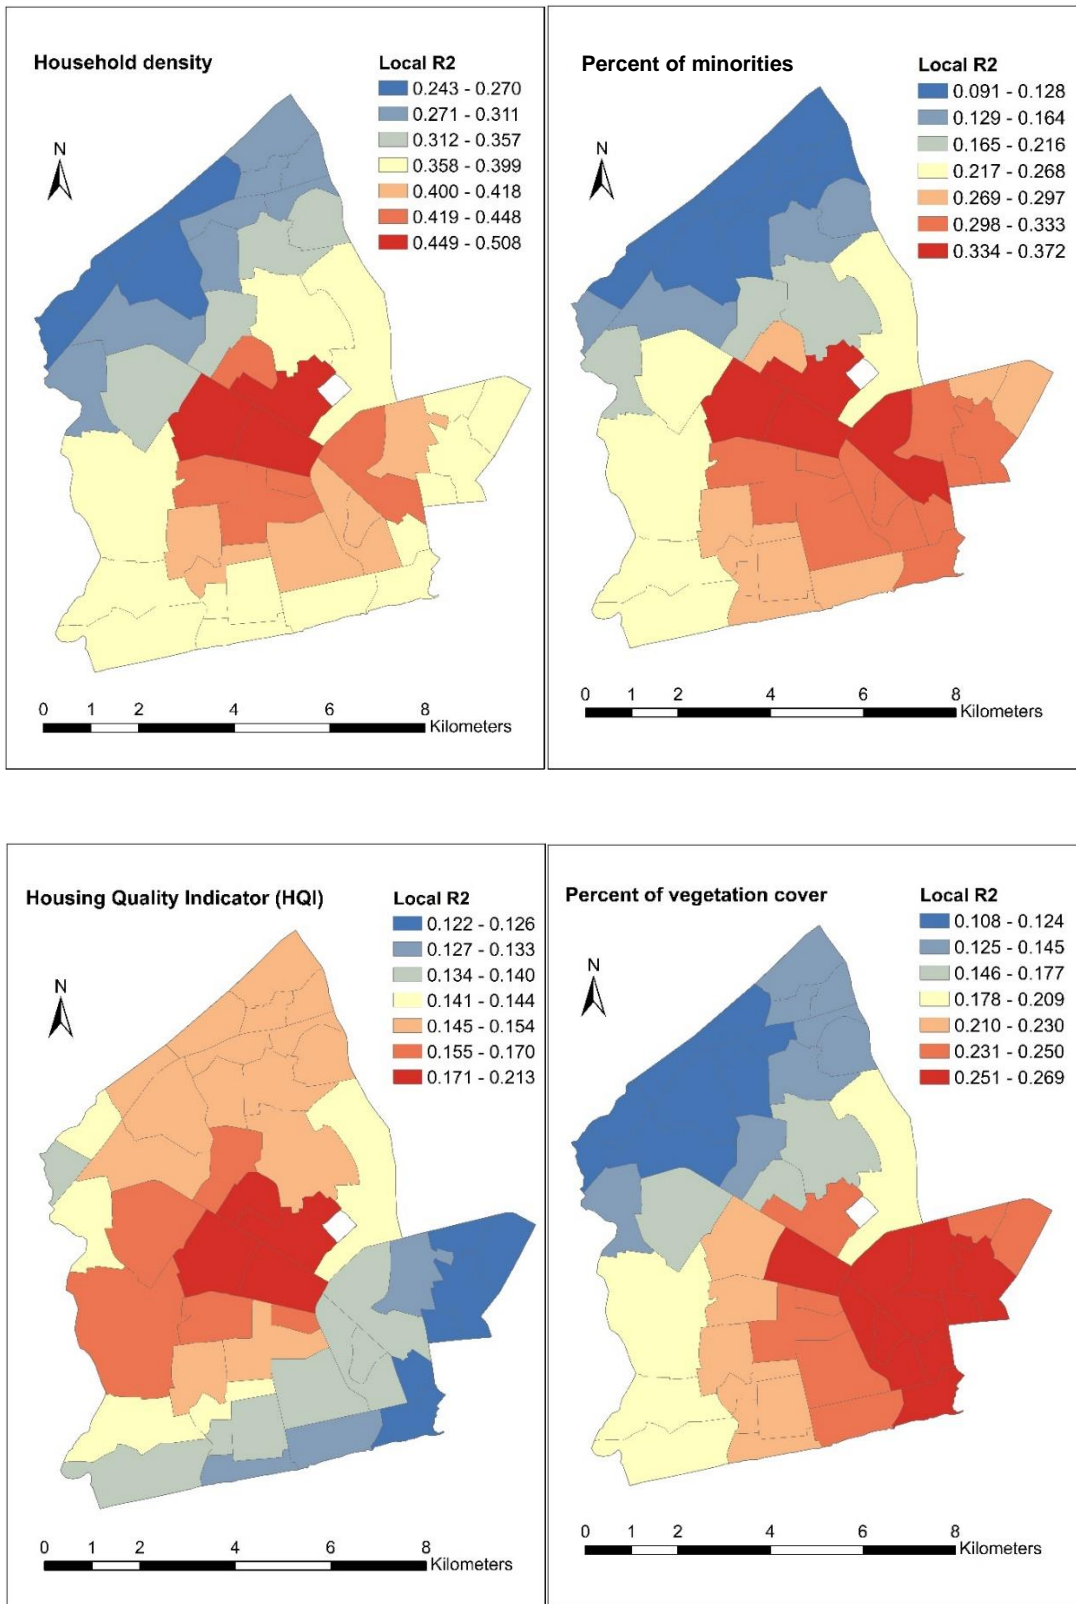 Household density
Local R2
0.243 - 0.270
0.271 - 0.311
0.312 - 0.357
0.358 - 0.399
0.400 - 0.418
0.419 - 0.448
0.449 - 0.508
N
0 1 2 4 6 8
Kilometers
Percent of minorities
Local R2
0.091 - 0.128
0.129 - 0.164
0.165 - 0.216
0.217 - 0.268
0.269 - 0.297
0.298 - 0.333
0.334 - 0.372
N
0 1 2 4 6 8
Kilometers
Housing Quality Indicator (HQI)
Local R2
0.122 - 0.126
0.127 - 0.133
0.134 - 0.140
0.141 - 0.144
0.145 - 0.154
0.155 - 0.170
0.171 - 0.213
N
0 1 2 4 6 8
Kilometers
Percent of vegetation cover
Local R2
0.108 - 0.124
0.125 - 0.145
0.146 - 0.177
0.178 - 0.209
0.210 - 0.230
0.231 - 0.250
0.251 - 0.269
N
0 1 2 4 6 8
Kilometers